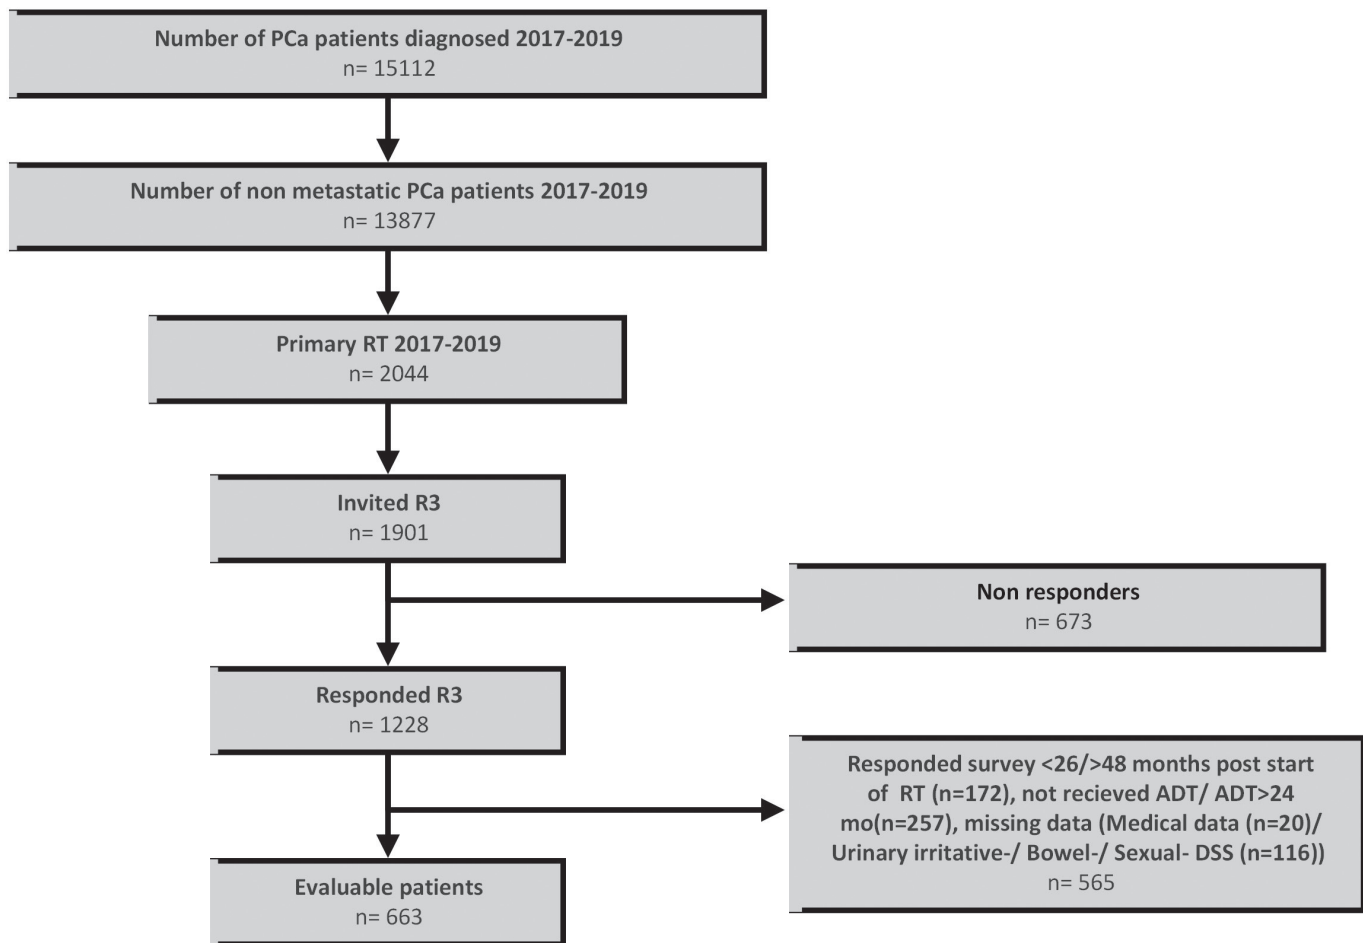 Number of PCa patients diagnosed 2017-2019
n= 15112
Number of non metastatic PCa patients 2017-2019
n= 13877
Primary RT 2017-2019
n= 2044
Invited R3
n= 1901
Non responders
n= 673
Responded R3
n= 1228
Responded survey <26/>48 months post start
of RT (n=172), not recieved ADT/ ADT>24
mo(n=257), missing data (Medical data (n=20)/
Urinary irritative-/ Bowel-/ Sexual- DSS (n=116))
n= 565
Evaluable patients
n= 663